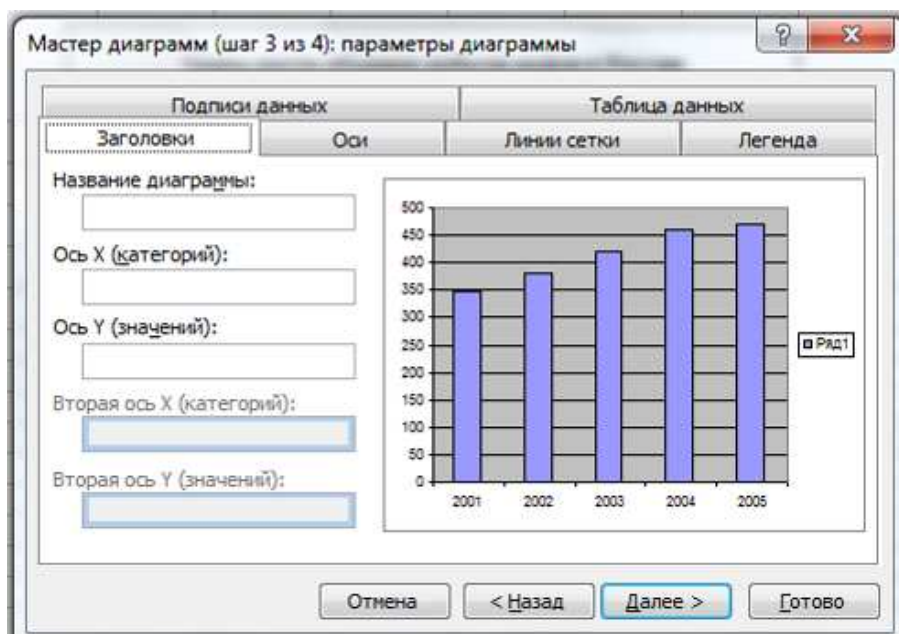 Мастер диаграмм (шаг 3 из 4): параметры диаграммы
Подписи данных
Таблица данных
Заголовки
Оси
Линии сетки
Легенда
Название диаграммы:
Ось X (категорий):
Ось Y (значений):
Вторая ось X (категорий):
Вторая ось Y (значений):
500
450
400
350
300
250
200
150
100
50
0
2001 2002 2003 2004 2005
Ряд1
Отмена
< Назад
Далее >
Готово